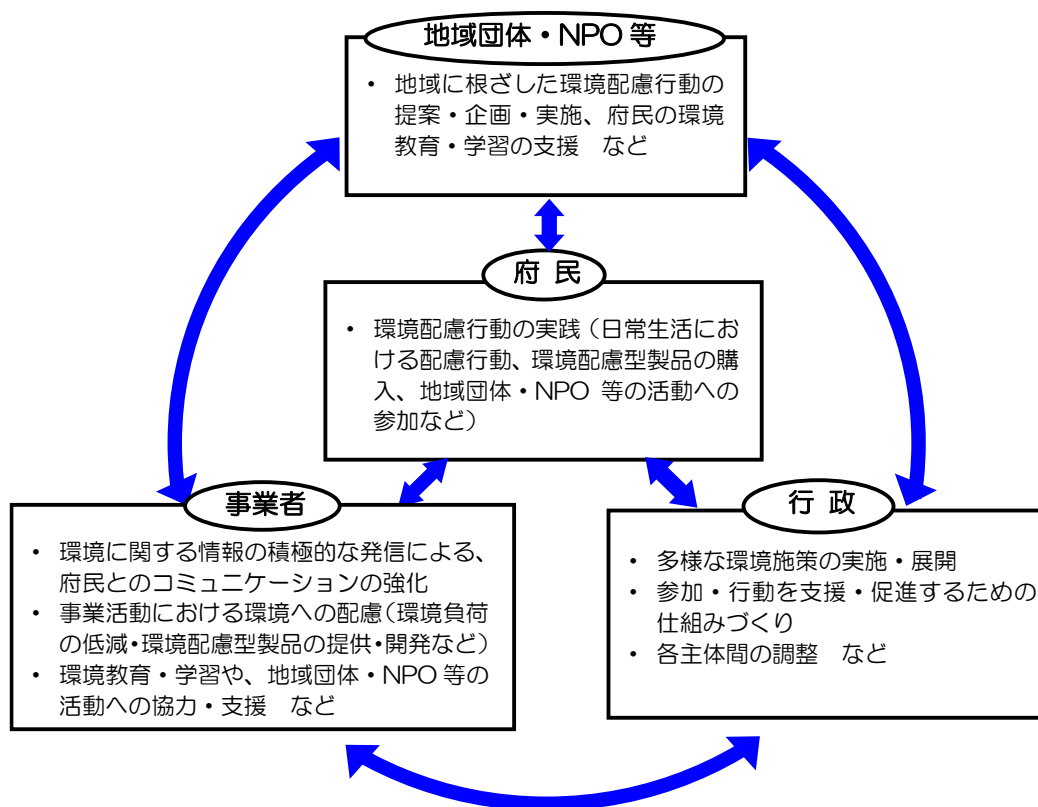 地域団体・NPO 等
・ 地域に根ざした環境配慮行動の
提案・企画・実施、府民の環境
教育・学習の支援　など
府 民
・ 環境配慮行動の実践（日常生活にお
ける配慮行動、環境配慮型製品の購
入、地域団体・NPO 等の活動への
参加など）
事業者
・ 環境に関する情報の積極的な発信による、
府民とのコミュニケーションの強化
・ 事業活動における環境への配慮（環境負荷
の低減・環境配慮型製品の提供・開発など）
・ 環境教育・学習や、地域団体・NPO 等の
活動への協力・支援　など
行 政
・ 多様な環境施策の実施・展開
・ 参加・行動を支援・促進するための
仕組みづくり
・ 各主体間の調整　など